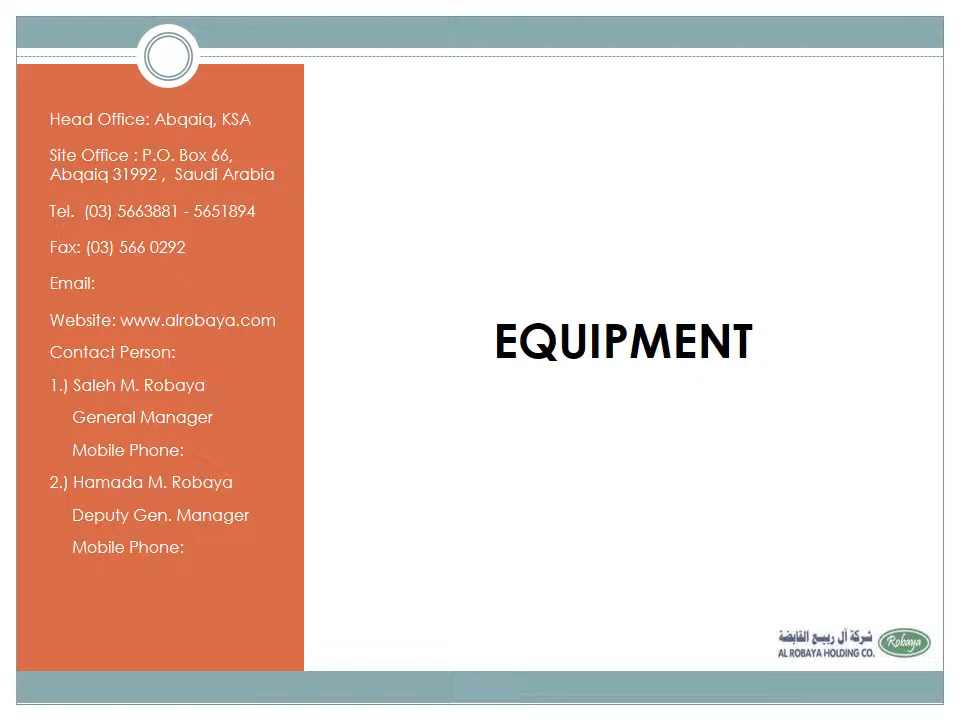 Head Office: Abqaiq, KSA
Site Office : P.O. Box 66,
Abqaiq 31992 , Saudi Arabia
Tel. (03) 5663881 - 5651894
Fax: (03) 566 0292
Email:
Website: www.alrobaya.com
Contact Person:
1.) Saleh M. Robaya
General Manager
Mobile Phone:
2.) Hamada M. Robaya
Deputy Gen. Manager
Mobile Phone:
EQUIPMENT
شركة آل ربيع القابضة
AL ROBAYA HOLDING CO.
Robaya